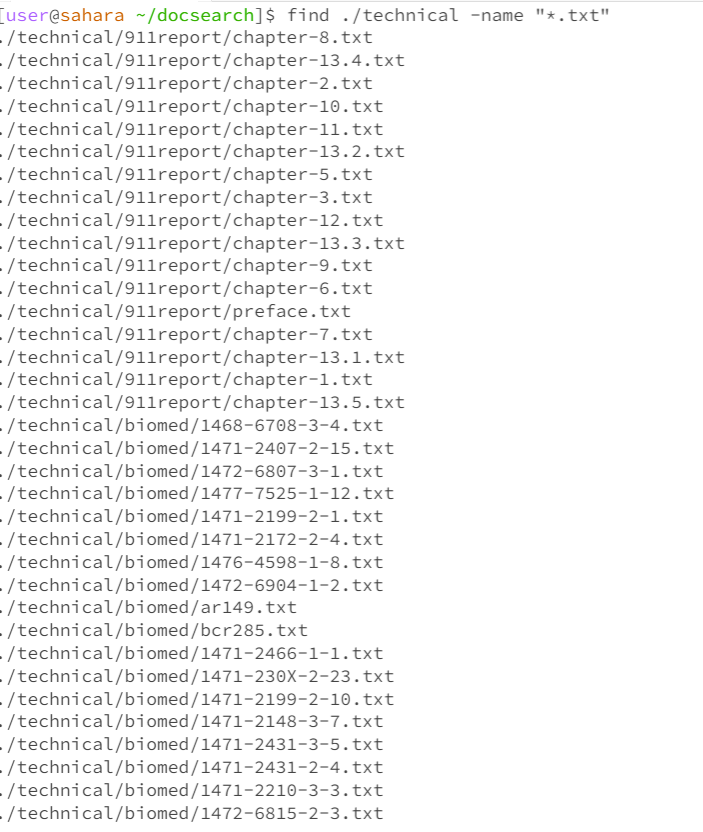 [user@sahara ~/docsearch]$ find ./technical -name "*.txt"
./technical/911report/chapter-8.txt
./technical/911report/chapter-13.4.txt
./technical/911report/chapter-2.txt
./technical/911report/chapter-10.txt
./technical/911report/chapter-11.txt
./technical/911report/chapter-13.2.txt
./technical/911report/chapter-5.txt
./technical/911report/chapter-3.txt
./technical/911report/chapter-12.txt
./technical/911report/chapter-13.3.txt
./technical/911report/chapter-9.txt
./technical/911report/chapter-6.txt
./technical/911report/preface.txt
./technical/911report/chapter-7.txt
./technical/911report/chapter-13.1.txt
./technical/911report/chapter-1.txt
./technical/911report/chapter-13.5.txt
./technical/biomed/1468-6708-3-4.txt
./technical/biomed/1471-2407-2-15.txt
./technical/biomed/1472-6807-3-1.txt
./technical/biomed/1477-7525-1-12.txt
./technical/biomed/1471-2199-2-1.txt
./technical/biomed/1471-2172-2-4.txt
./technical/biomed/1476-4598-1-8.txt
./technical/biomed/1472-6904-1-2.txt
./technical/biomed/ar149.txt
./technical/biomed/bcr285.txt
./technical/biomed/1471-2466-1-1.txt
./technical/biomed/1471-230X-2-23.txt
./technical/biomed/1471-2199-2-10.txt
./technical/biomed/1471-2148-3-7.txt
./technical/biomed/1471-2431-3-5.txt
./technical/biomed/1471-2431-2-4.txt
./technical/biomed/1471-2210-3-3.txt
./technical/biomed/1472-6815-2-3.txt